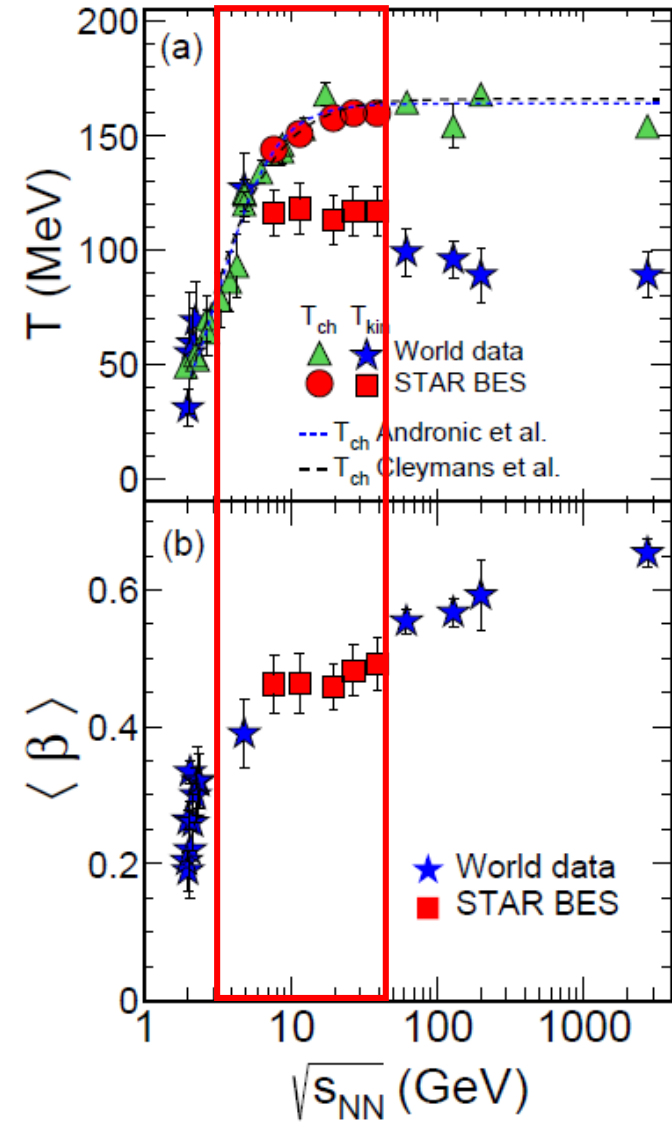 200
(a)
150
100
50
0
T (MeV)
T_ch T_kin
World data
STAR BES
T_ch Andronic et al.
T_ch Cleymans et al.
(b)
0.6
0.4
0.2
0
⟨ β ⟩
World data
STAR BES
1 10 100 1000
√s_NN (GeV)